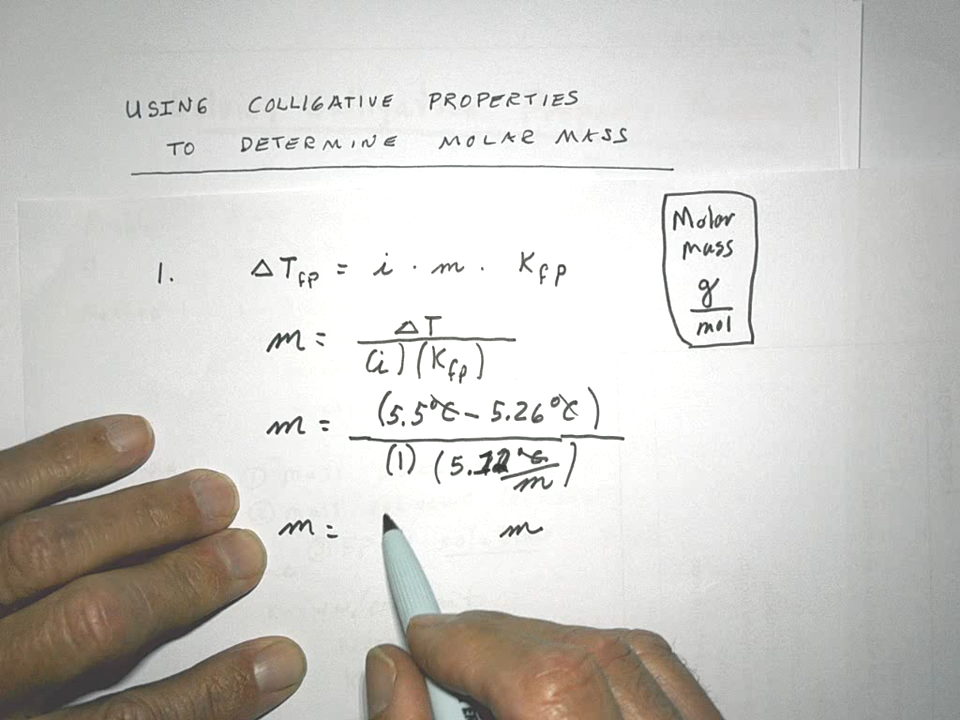 USING COLLIGATIVE PROPERTIES
TO DETERMINE MOLAR MASS
Molar
mass
g
mol
1. ΔTfp = i · m · Kfp
m = ΔT
(i) (Kfp)
m = (5.5°C - 5.26°C)
(1) (5.12 °C
m)
m = m